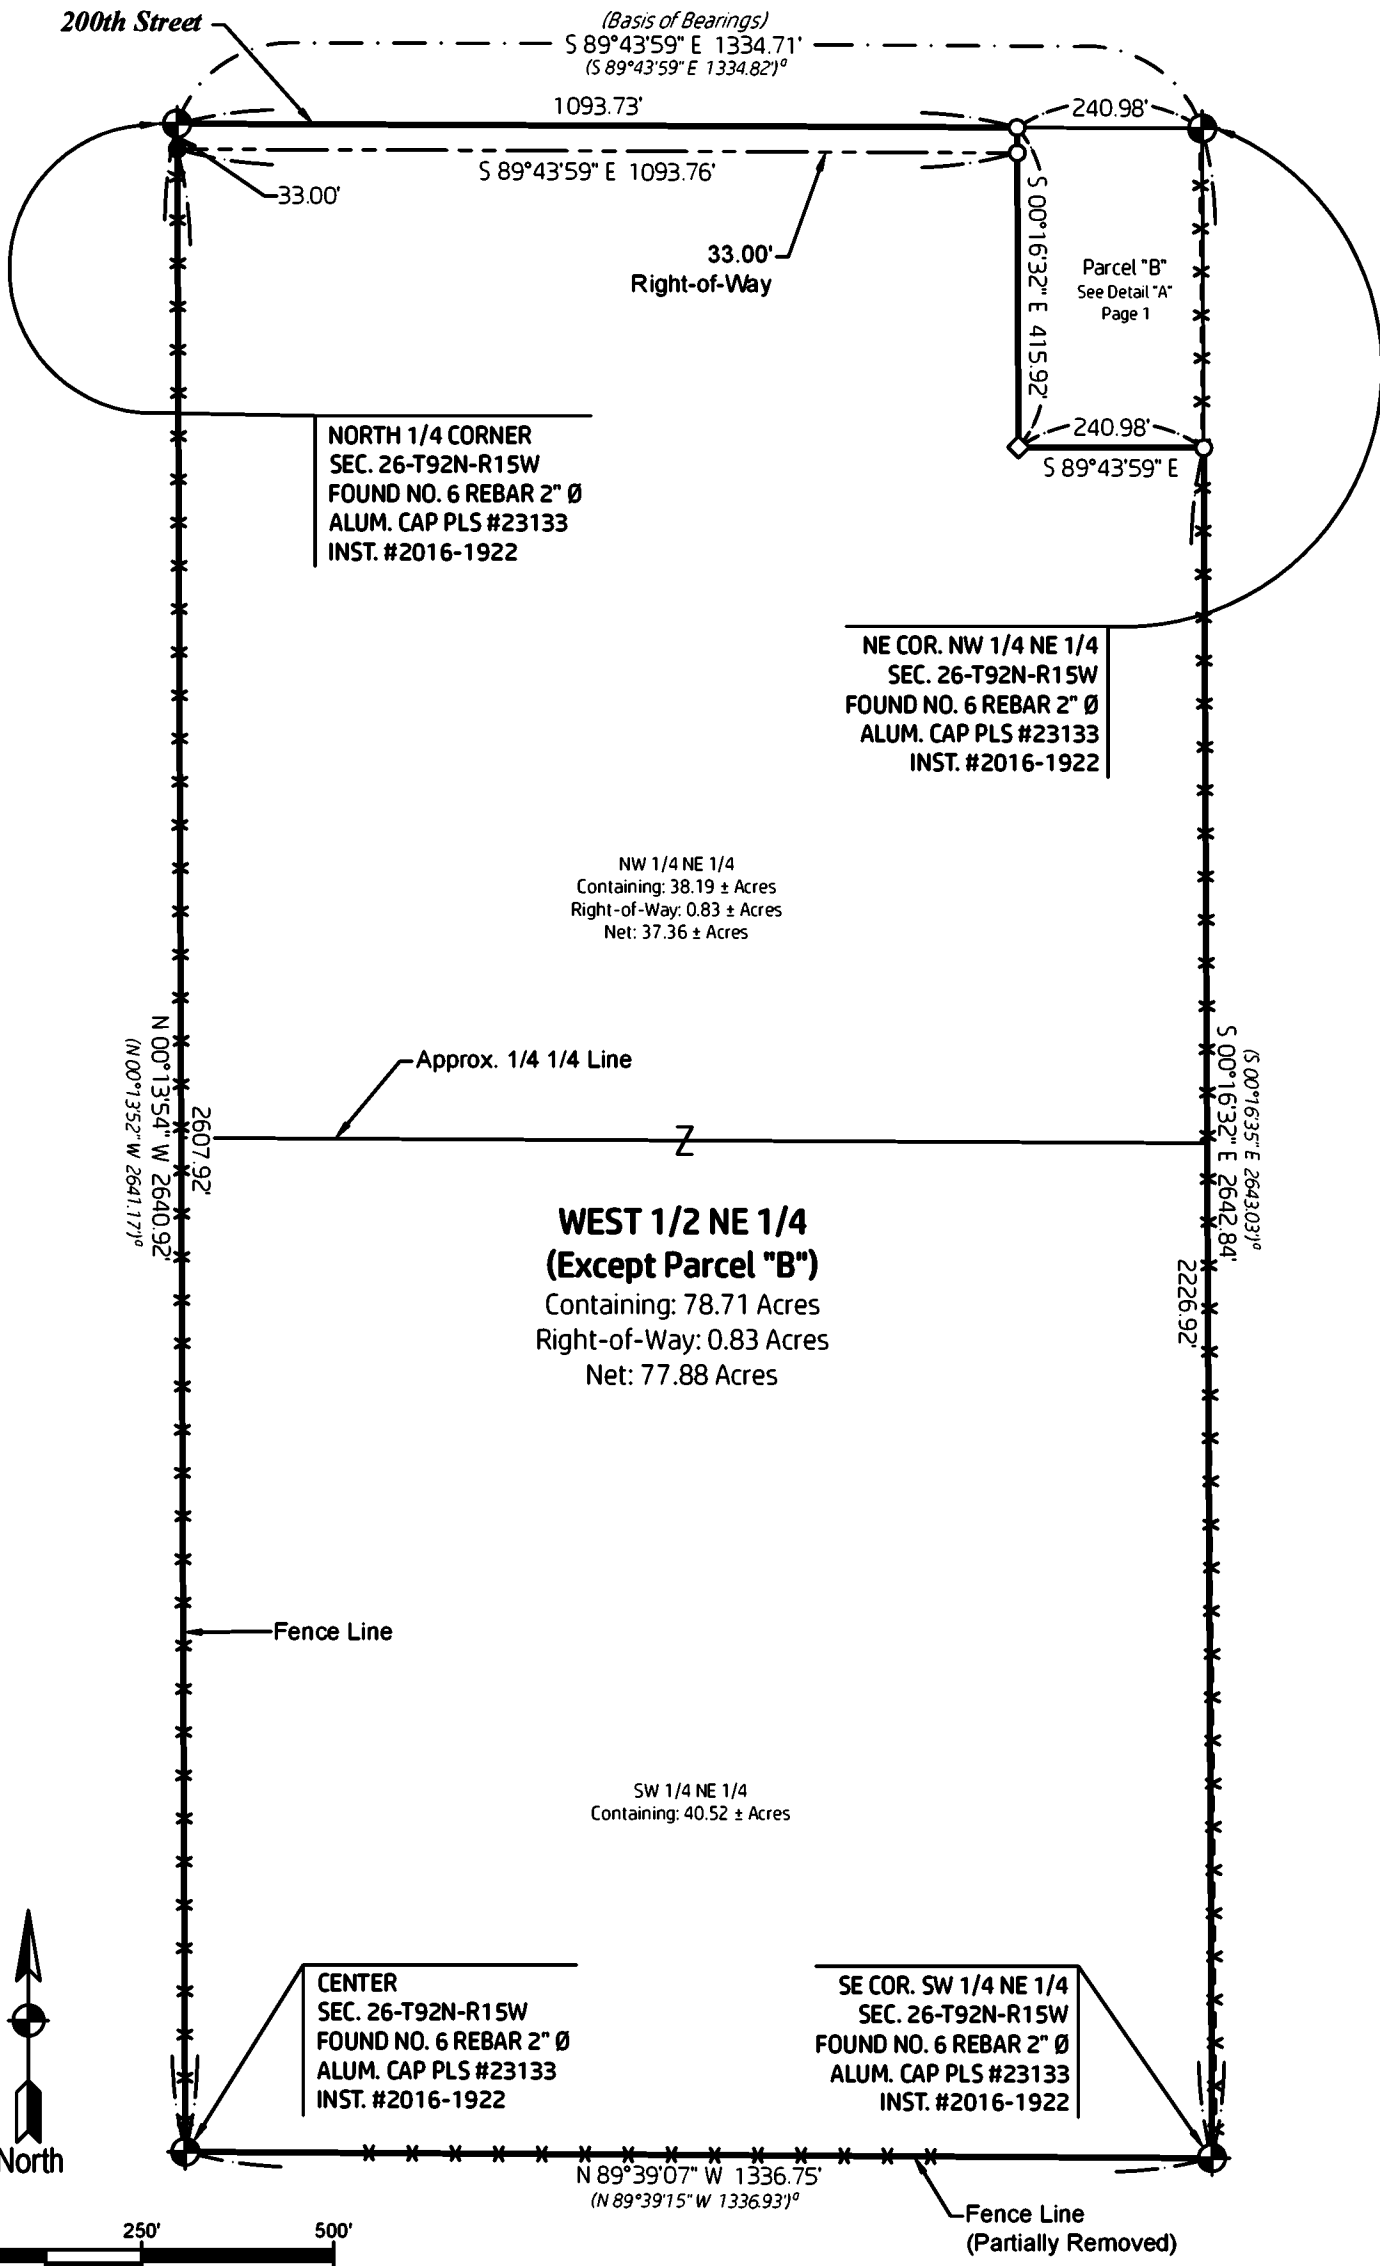 200th Street
(Basis of Bearings)
S 89°43'59" E 1334.71'
(S 89°43'59" E 1334.82')ᵃ
1093.73'
240.98'
S 89°43'59" E 1093.76'
33.00'
33.00'
Right-of-Way
S 00°16'32" E 415.92'
Parcel "B"
See Detail "A"
Page 1
240.98'
S 89°43'59" E
NORTH 1/4 CORNER
SEC. 26-T92N-R15W
FOUND NO. 6 REBAR 2" Ø
ALUM. CAP PLS #23133
INST. #2016-1922
NE COR. NW 1/4 NE 1/4
SEC. 26-T92N-R15W
FOUND NO. 6 REBAR 2" Ø
ALUM. CAP PLS #23133
INST. #2016-1922
NW 1/4 NE 1/4
Containing: 38.19 ± Acres
Right-of-Way: 0.83 ± Acres
Net: 37.36 ± Acres
N 00°13'54" W 2640.92'
(N 00°13'52" W 2641.17')ᵃ
2607.92'
Approx. 1/4 1/4 Line
Z
(S 00°16'35" E 2643.03')ᵃ
S 00°16'32" E 2642.84'
2226.92'
WEST 1/2 NE 1/4
(Except Parcel "B")
Containing: 78.71 Acres
Right-of-Way: 0.83 Acres
Net: 77.88 Acres
Fence Line
SW 1/4 NE 1/4
Containing: 40.52 ± Acres
CENTER
SEC. 26-T92N-R15W
FOUND NO. 6 REBAR 2" Ø
ALUM. CAP PLS #23133
INST. #2016-1922
SE COR. SW 1/4 NE 1/4
SEC. 26-T92N-R15W
FOUND NO. 6 REBAR 2" Ø
ALUM. CAP PLS #23133
INST. #2016-1922
North
N 89°39'07" W 1336.75'
(N 89°39'15" W 1336.93')ᵃ
Fence Line
(Partially Removed)
250'
500'